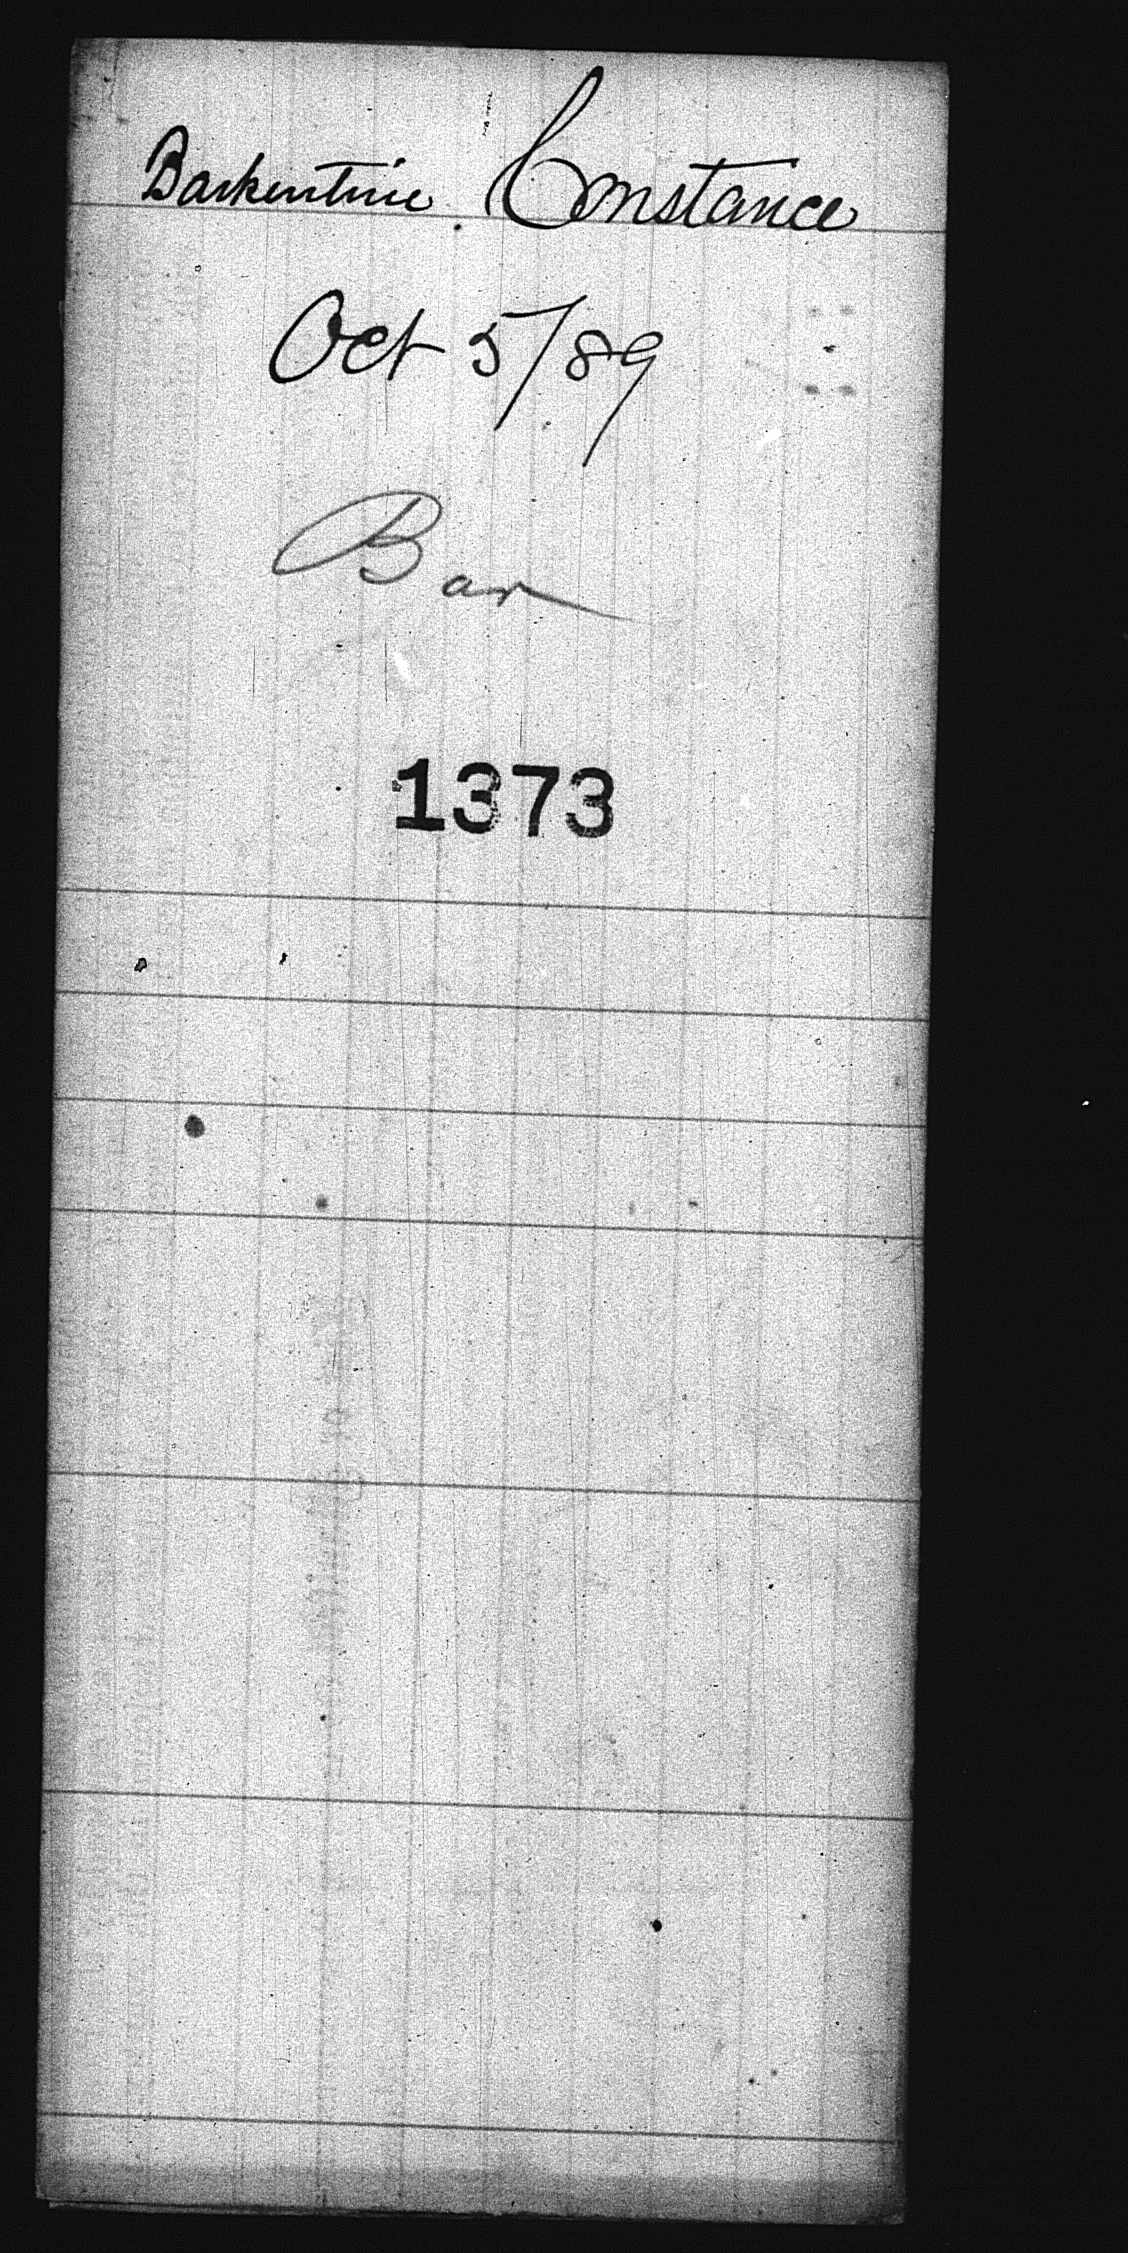 Barkentine Constance
Oct 5/89
Bar
1373